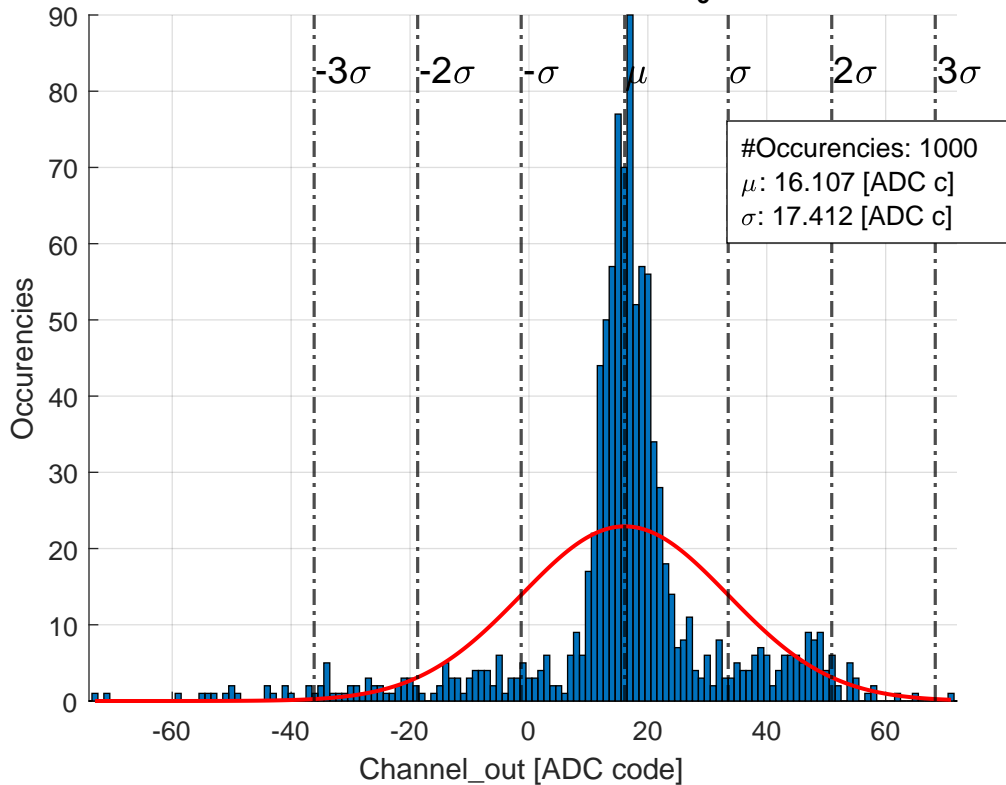 90
80
70
60
50
40
30
20
10
0
Occurencies
-3σ -2σ -σ μ σ 2σ 3σ
#Occurencies: 1000
μ: 16.107 [ADC c]
σ: 17.412 [ADC c]
-60 -40 -20 0 20 40 60
Channel_out [ADC code]